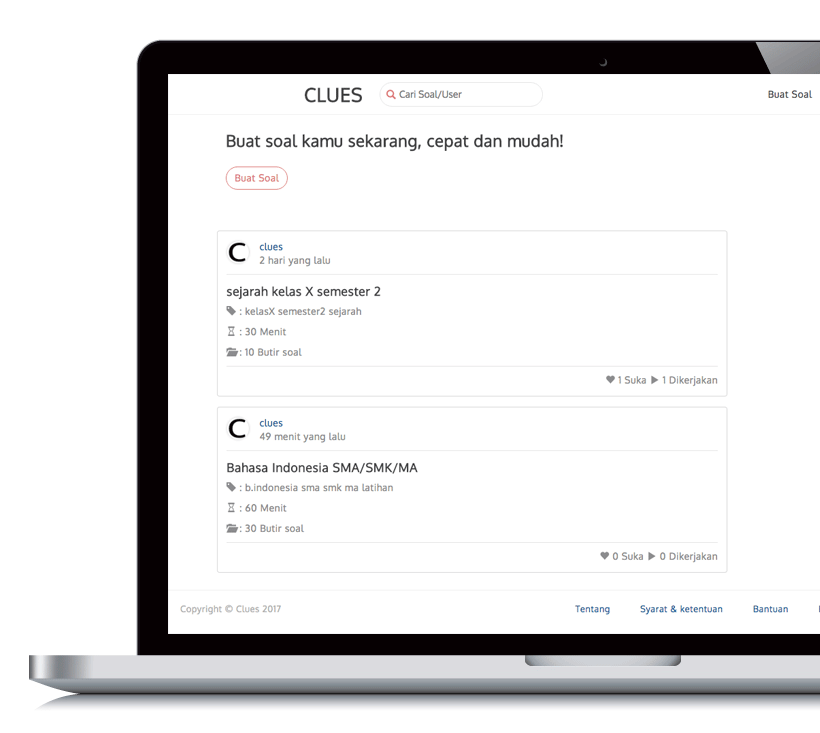 CLUES Cari Soal/User Buat Soal
Buat soal kamu sekarang, cepat dan mudah!
Buat Soal
C clues
2 hari yang lalu
sejarah kelas X semester 2
: kelasX semester2 sejarah
: 30 Menit
: 10 Butir soal
1 Suka 1 Dikerjakan
C clues
49 menit yang lalu
Bahasa Indonesia SMA/SMK/MA
: b.indonesia sma smk ma latihan
: 60 Menit
: 30 Butir soal
0 Suka 0 Dikerjakan
Copyright © Clues 2017 Tentang Syarat & ketentuan Bantuan